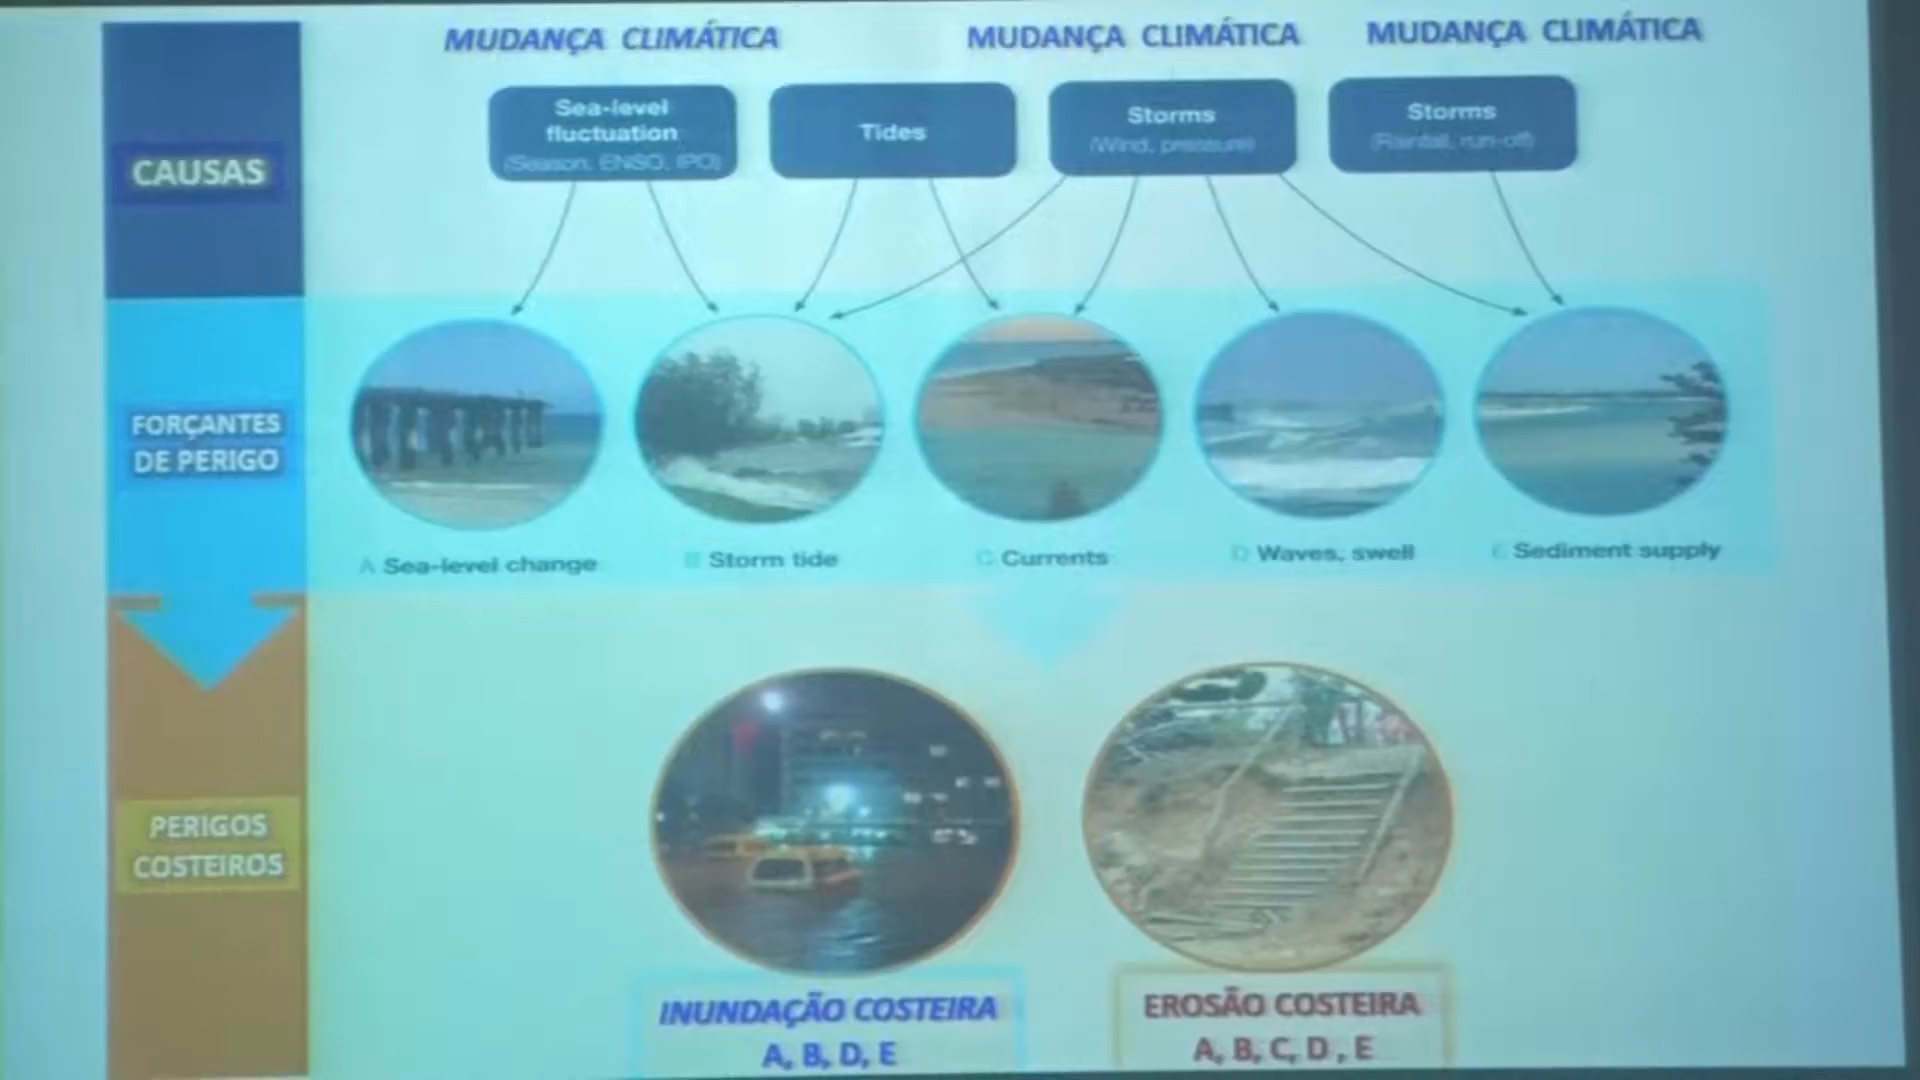 MUDANÇA CLIMÁTICA
MUDANÇA CLIMÁTICA
MUDANÇA CLIMÁTICA
CAUSAS
Sea-level
fluctuation
(Season, ENSO, IPO)
Tides
Storms
(Wind, pressure)
Storms
(Rainfall, run-off)
FORÇANTES
DE PERIGO
A Sea-level change
B Storm tide
C Currents
D Waves, swell
E Sediment supply
PERIGOS
COSTEIROS
INUNDAÇÃO COSTEIRA
A, B, D, E
EROSÃO COSTEIRA
A, B, C, D , E